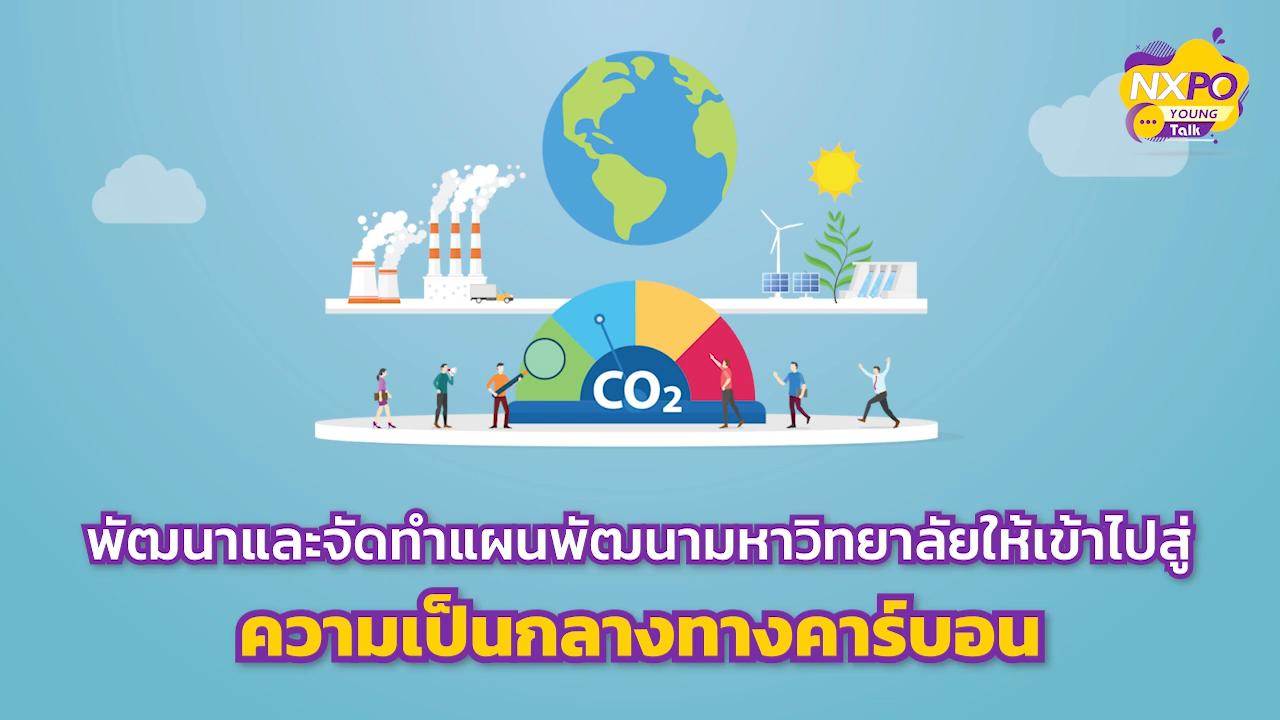 NXPO
YOUNG
Talk
CO₂
พัฒนาและจัดทำแผนพัฒนามหาวิทยาลัยให้เข้าไปสู่
ความเป็นกลางทางคาร์บอน